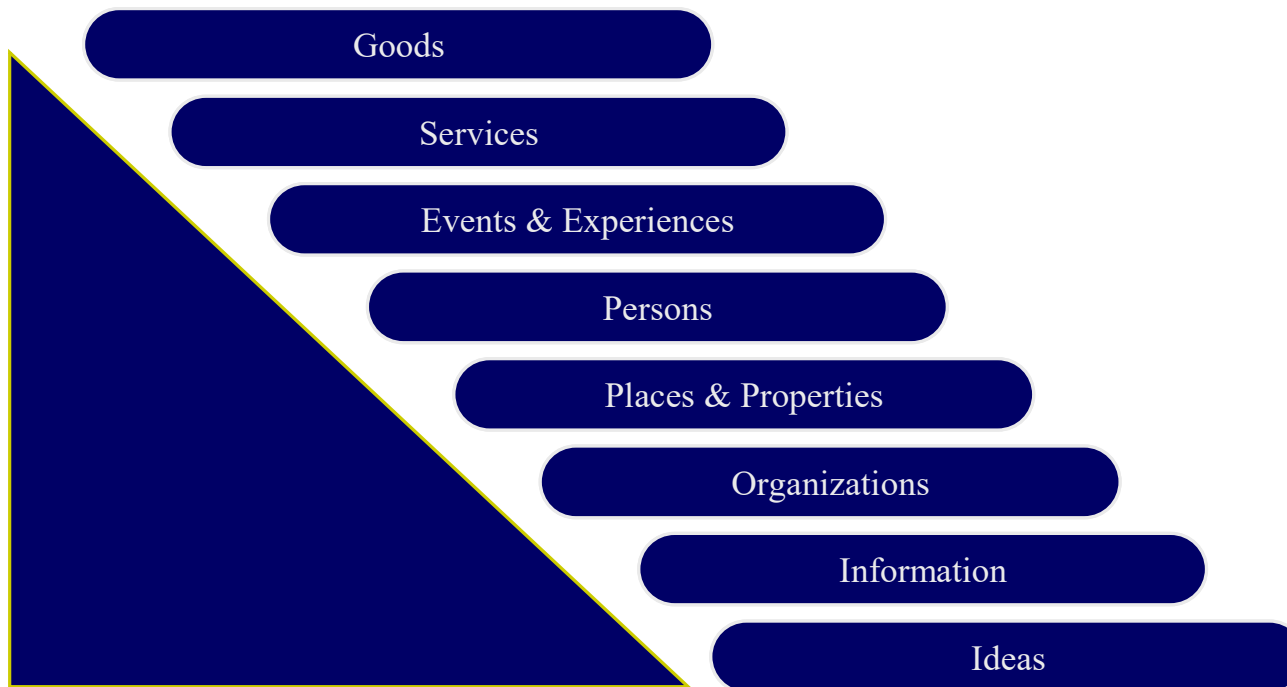 Goods
Services
Events & Experiences
Persons
Places & Properties
Organizations
Information
Ideas